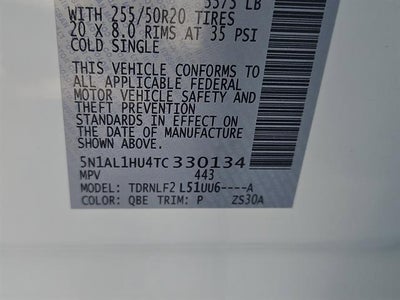 LB
WITH 255/50R20 TIRES
20 X 8.0 RIMS AT 35 PSI
COLD SINGLE
THIS VEHICLE CONFORMS TO
ALL APPLICABLE FEDERAL
MOTOR VEHICLE SAFETY AND
THEFT PREVENTION
STANDARDS IN EFFECT ON
THE DATE OF MANUFACTURE
SHOWN ABOVE.
5N1AL1HU4TC330134
MPV 443
MODEL: TDRNLF2 L51UU6----A
COLOR: QBE TRIM: P ZS30A